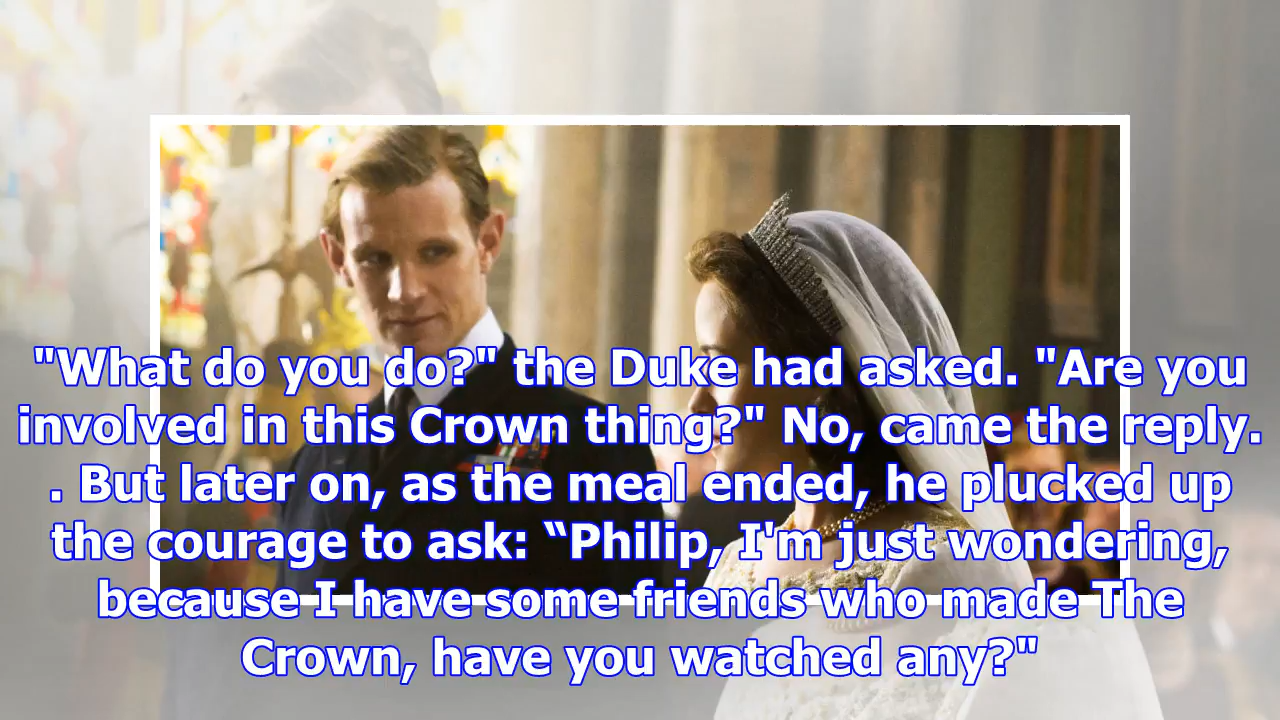 "What do you do?" the Duke had asked. "Are you
involved in this Crown thing?" No, came the reply.
. But later on, as the meal ended, he plucked up
the courage to ask: “Philip, I'm just wondering,
because I have some friends who made The
Crown, have you watched any?"